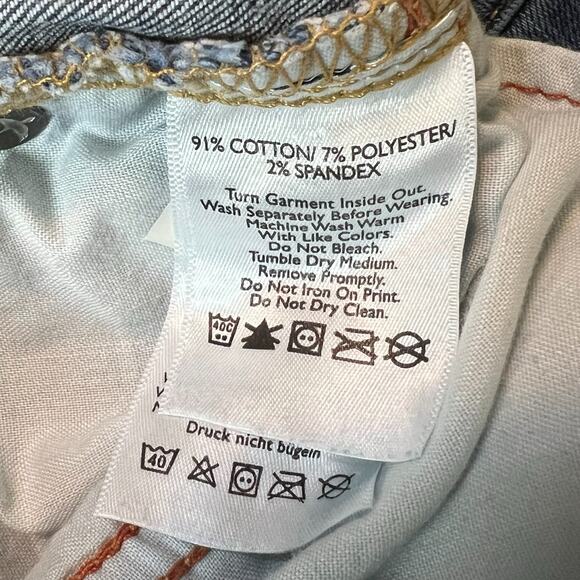 91% COTTON/ 7% POLYESTER/
2% SPANDEX
Turn Garment Inside Out.
Wash Separately Before Wearing.
Machine Wash Warm
With Like Colors.
Do Not Bleach.
Tumble Dry Medium.
Remove Promptly.
Do Not Iron On Print.
Do Not Dry Clean.
40C
Druck nicht bügeln
40